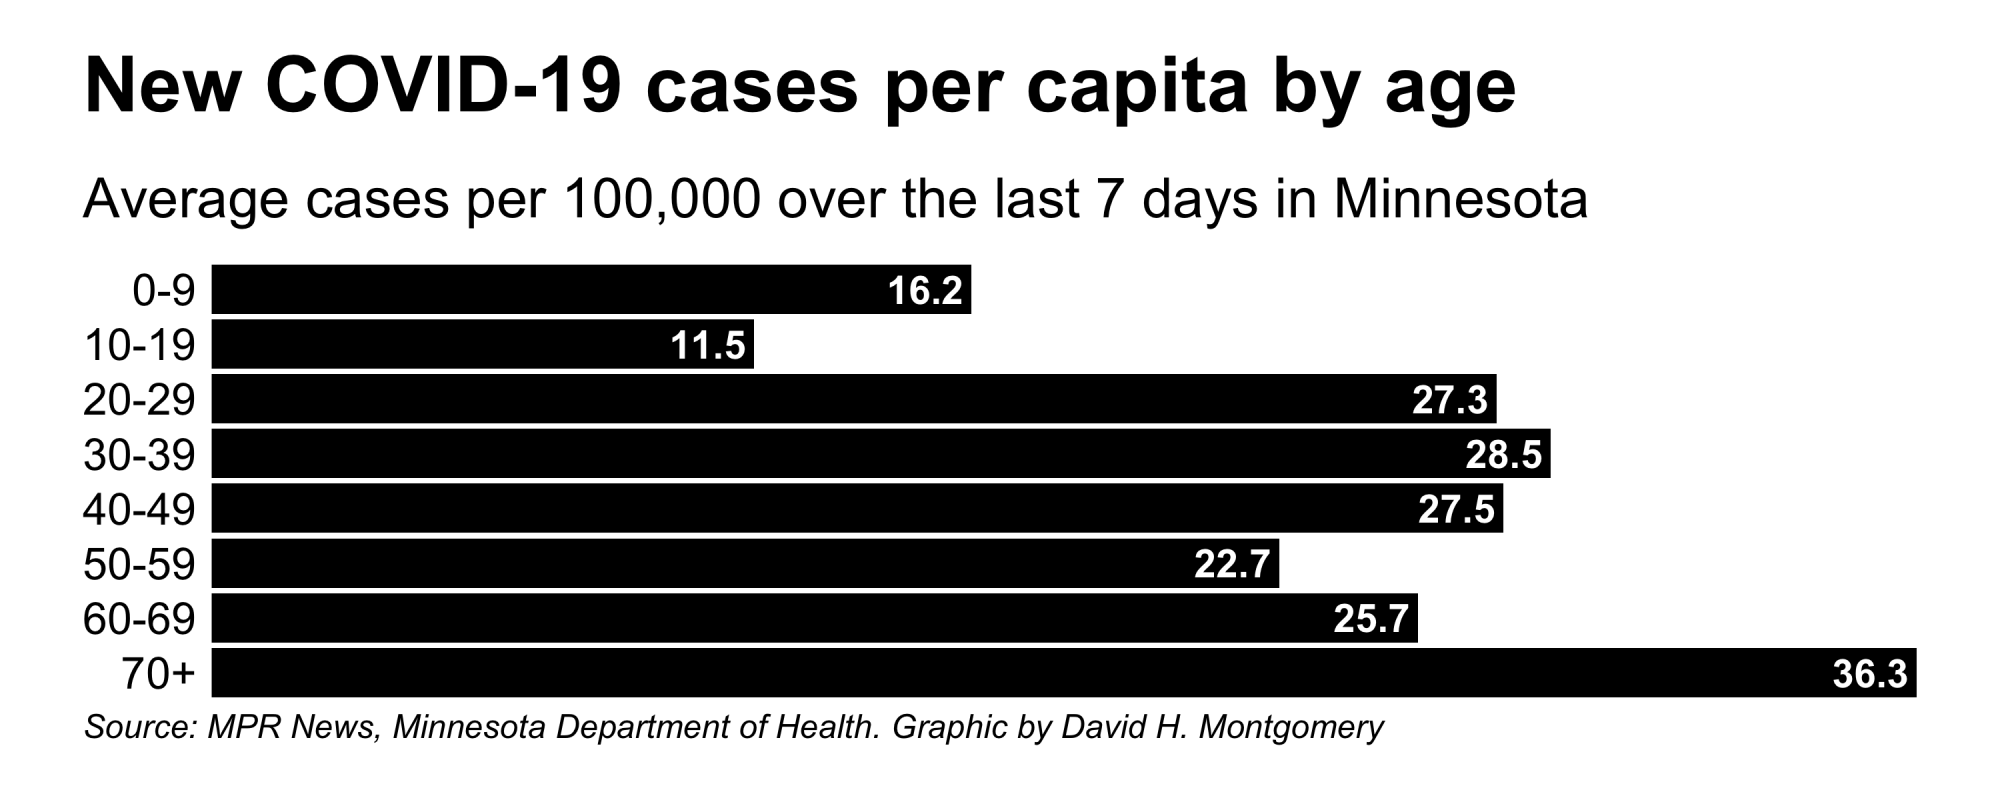 New COVID-19 cases per capita by age
Average cases per 100,000 over the last 7 days in Minnesota
0-9 16.2
10-19 11.5
20-29 27.3
30-39 28.5
40-49 27.5
50-59 22.7
60-69 25.7
70+ 36.3
Source: MPR News, Minnesota Department of Health. Graphic by David H. Montgomery